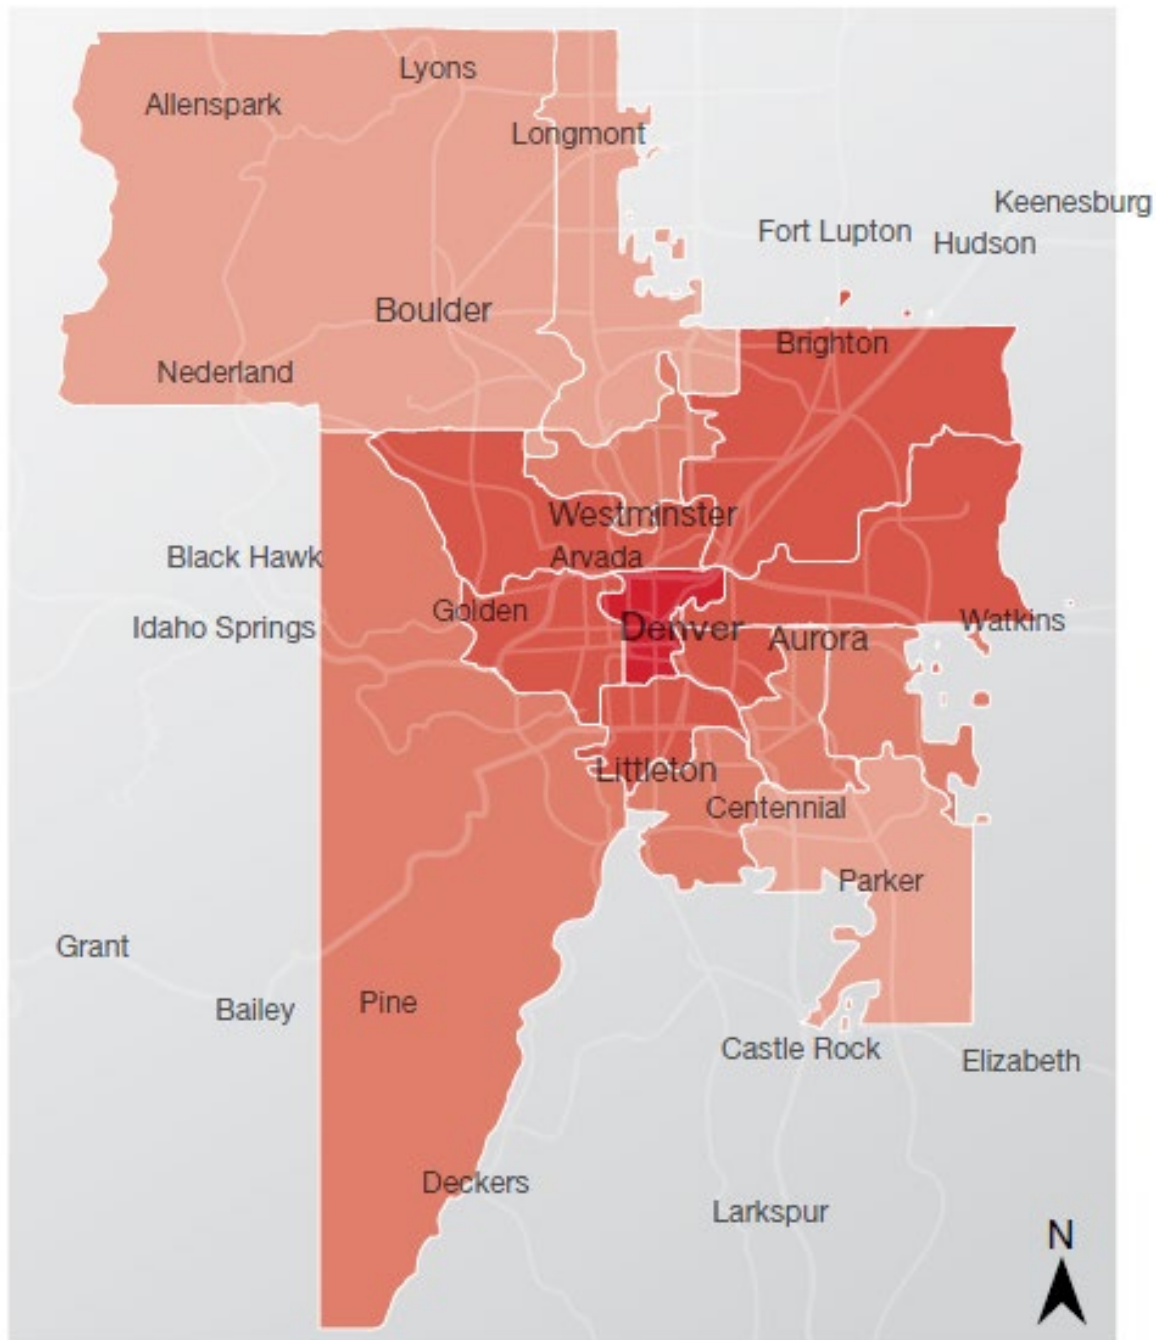 Lyons
Allenspark
Longmont
Keenesburg
Fort Lupton
Hudson
Boulder
Brighton
Nederland
Westminster
Black Hawk
Arvada
Golden
Idaho Springs
Denver
Aurora
Watkins
Littleton
Centennial
Parker
Grant
Bailey
Pine
Castle Rock
Elizabeth
Deckers
Larkspur
N